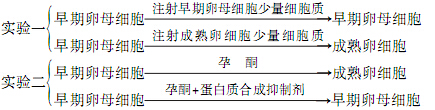 实验一 早期卵母细胞 注射早期卵母细胞少量细胞质 早期卵母细胞
早期卵母细胞 注射成熟卵细胞少量细胞质 成熟卵细胞
实验二 早期卵母细胞 孕酮 成熟卵细胞
早期卵母细胞 孕酮+蛋白质合成抑制剂 早期卵母细胞